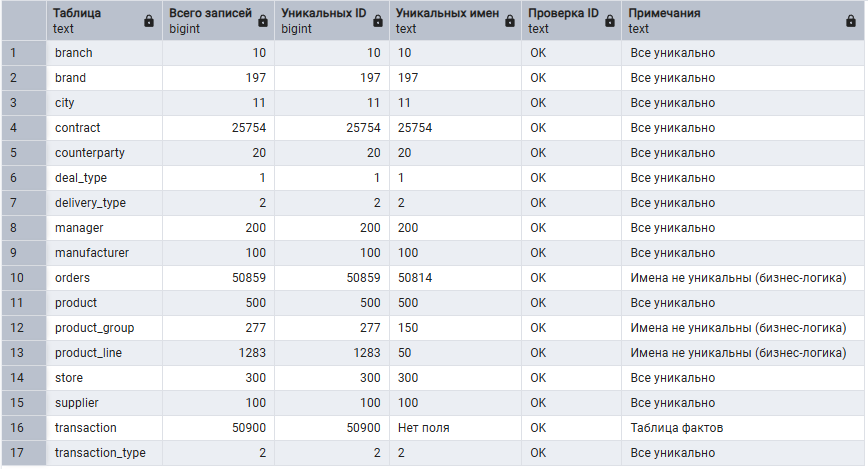 Таблица Всего записей Уникальных ID Уникальных имен Проверка ID Примечания
text bigint bigint text text text
1 branch 10 10 10 OK Все уникально
2 brand 197 197 197 OK Все уникально
3 city 11 11 11 OK Все уникально
4 contract 25754 25754 25754 OK Все уникально
5 counterparty 20 20 20 OK Все уникально
6 deal_type 1 1 1 OK Все уникально
7 delivery_type 2 2 2 OK Все уникально
8 manager 200 200 200 OK Все уникально
9 manufacturer 100 100 100 OK Все уникально
10 orders 50859 50859 50814 OK Имена не уникальны (бизнес-логика)
11 product 500 500 500 OK Все уникально
12 product_group 277 277 150 OK Имена не уникальны (бизнес-логика)
13 product_line 1283 1283 50 OK Имена не уникальны (бизнес-логика)
14 store 300 300 300 OK Все уникально
15 supplier 100 100 100 OK Все уникально
16 transaction 50900 50900 Нет поля OK Таблица фактов
17 transaction_type 2 2 2 OK Все уникально